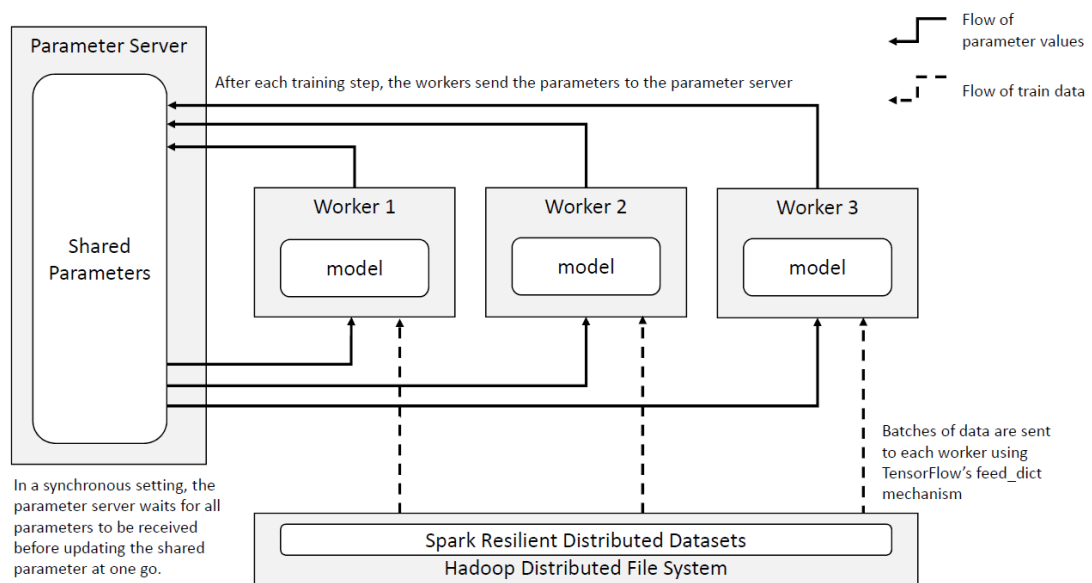 Parameter Server
Flow of
parameter values
After each training step, the workers send the parameters to the parameter server
Flow of train data
Worker 1
Worker 2
Worker 3
Shared
Parameters
model
model
model
Batches of data are sent
to each worker using
TensorFlow's feed_dict
mechanism
In a synchronous setting, the
parameter server waits for all
parameters to be received
before updating the shared
parameter at one go.
Spark Resilient Distributed Datasets
Hadoop Distributed File System